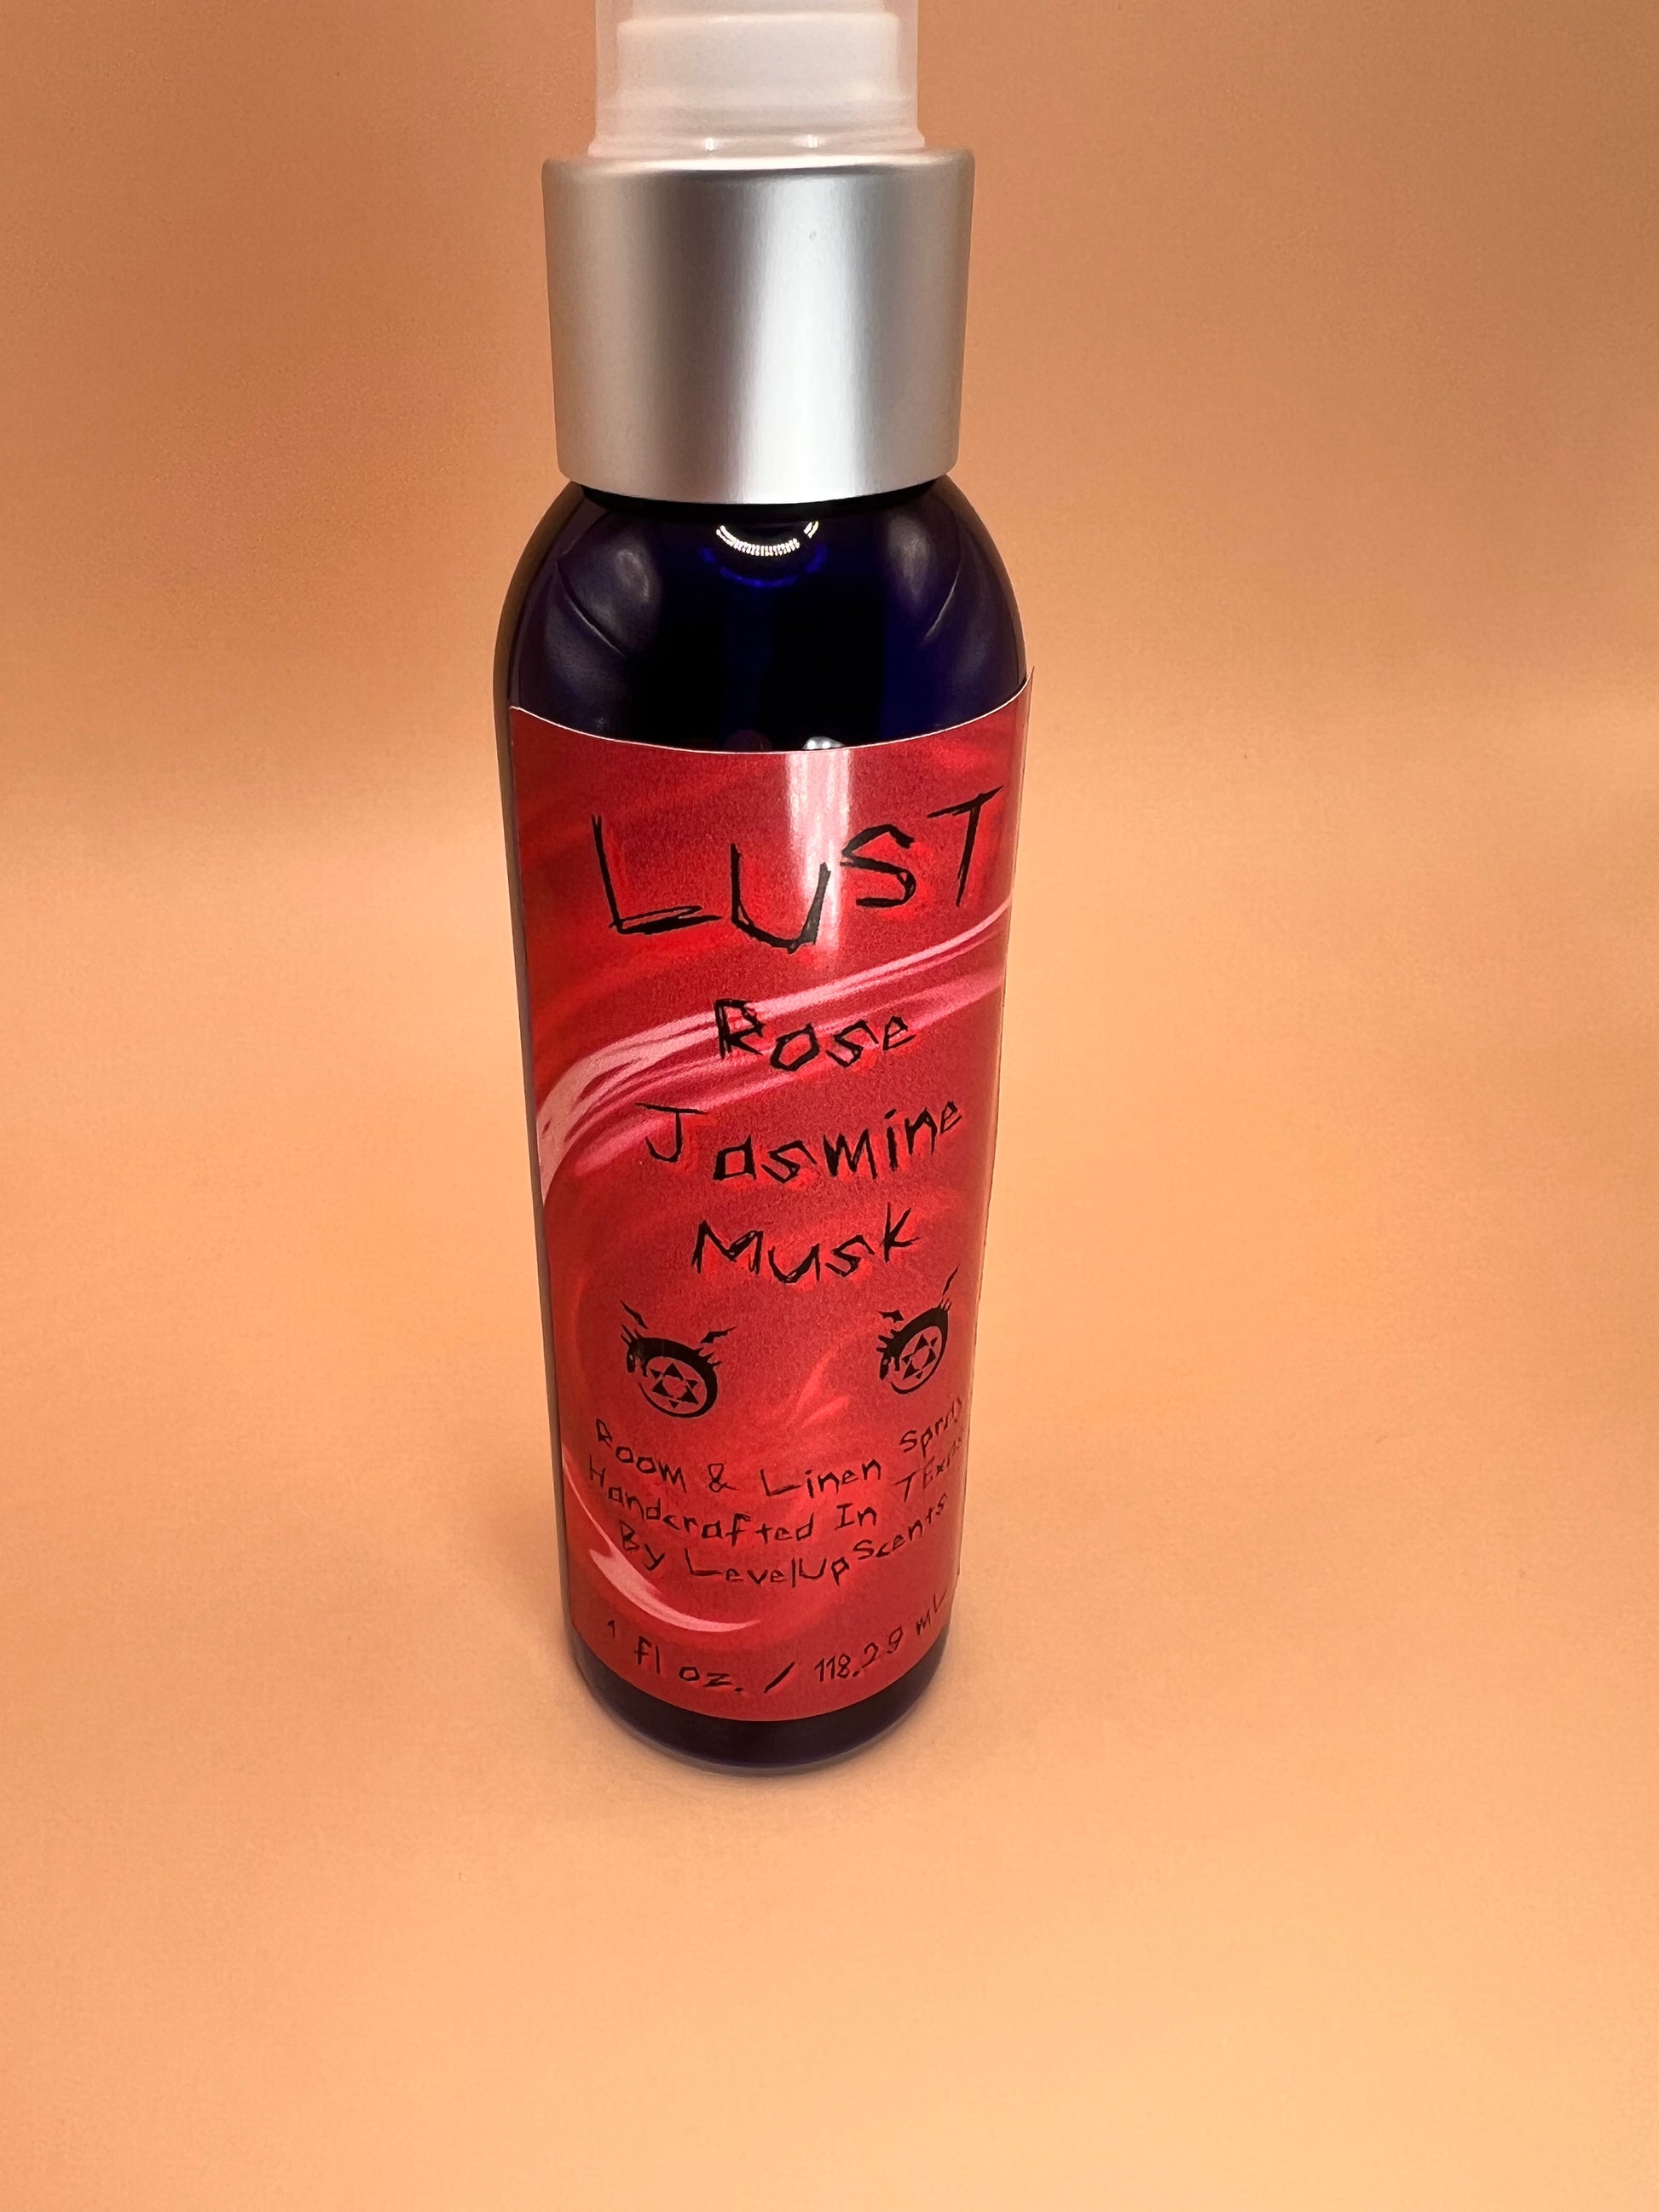 LUST
Rose
Jasmine
Musk
Room & Linen Spray
Handcrafted In TExas
By LevelUpScents
1 fl oz. / 118.29 mL